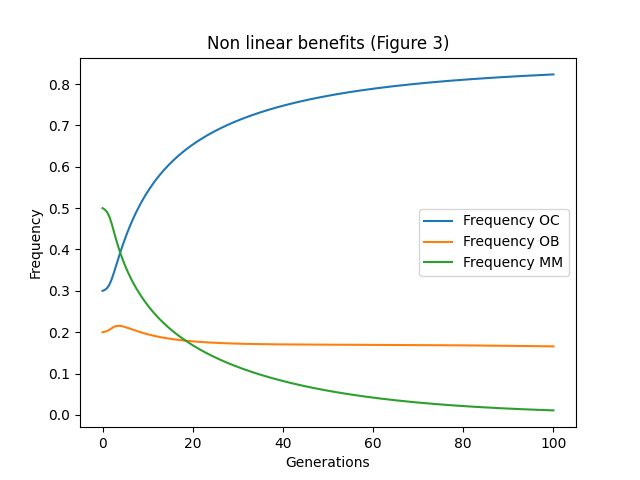 Non linear benefits (Figure 3)
Frequency
0.8
0.7
0.6
0.5
0.4
0.3
0.2
0.1
0.0
Frequency OC
Frequency OB
Frequency MM
0 20 40 60 80 100
Generations